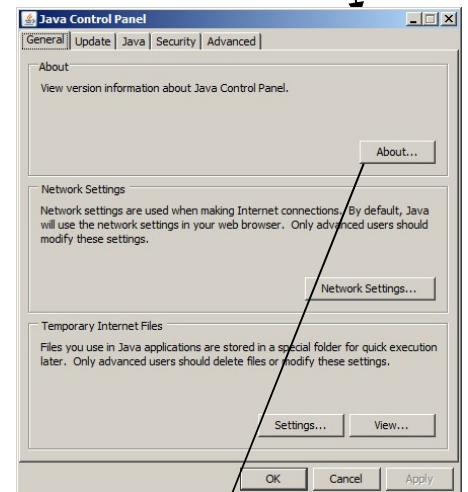 Java Control Panel
General Update Java Security Advanced
About
View version information about Java Control Panel.
About...
Network Settings
Network settings are used when making Internet connections. By default, Java
will use the network settings in your web browser. Only advanced users should
modify these settings.
Network Settings...
Temporary Internet Files
Files you use in Java applications are stored in a special folder for quick execution
later. Only advanced users should delete files or modify these settings.
Settings... View...
OK Cancel Apply